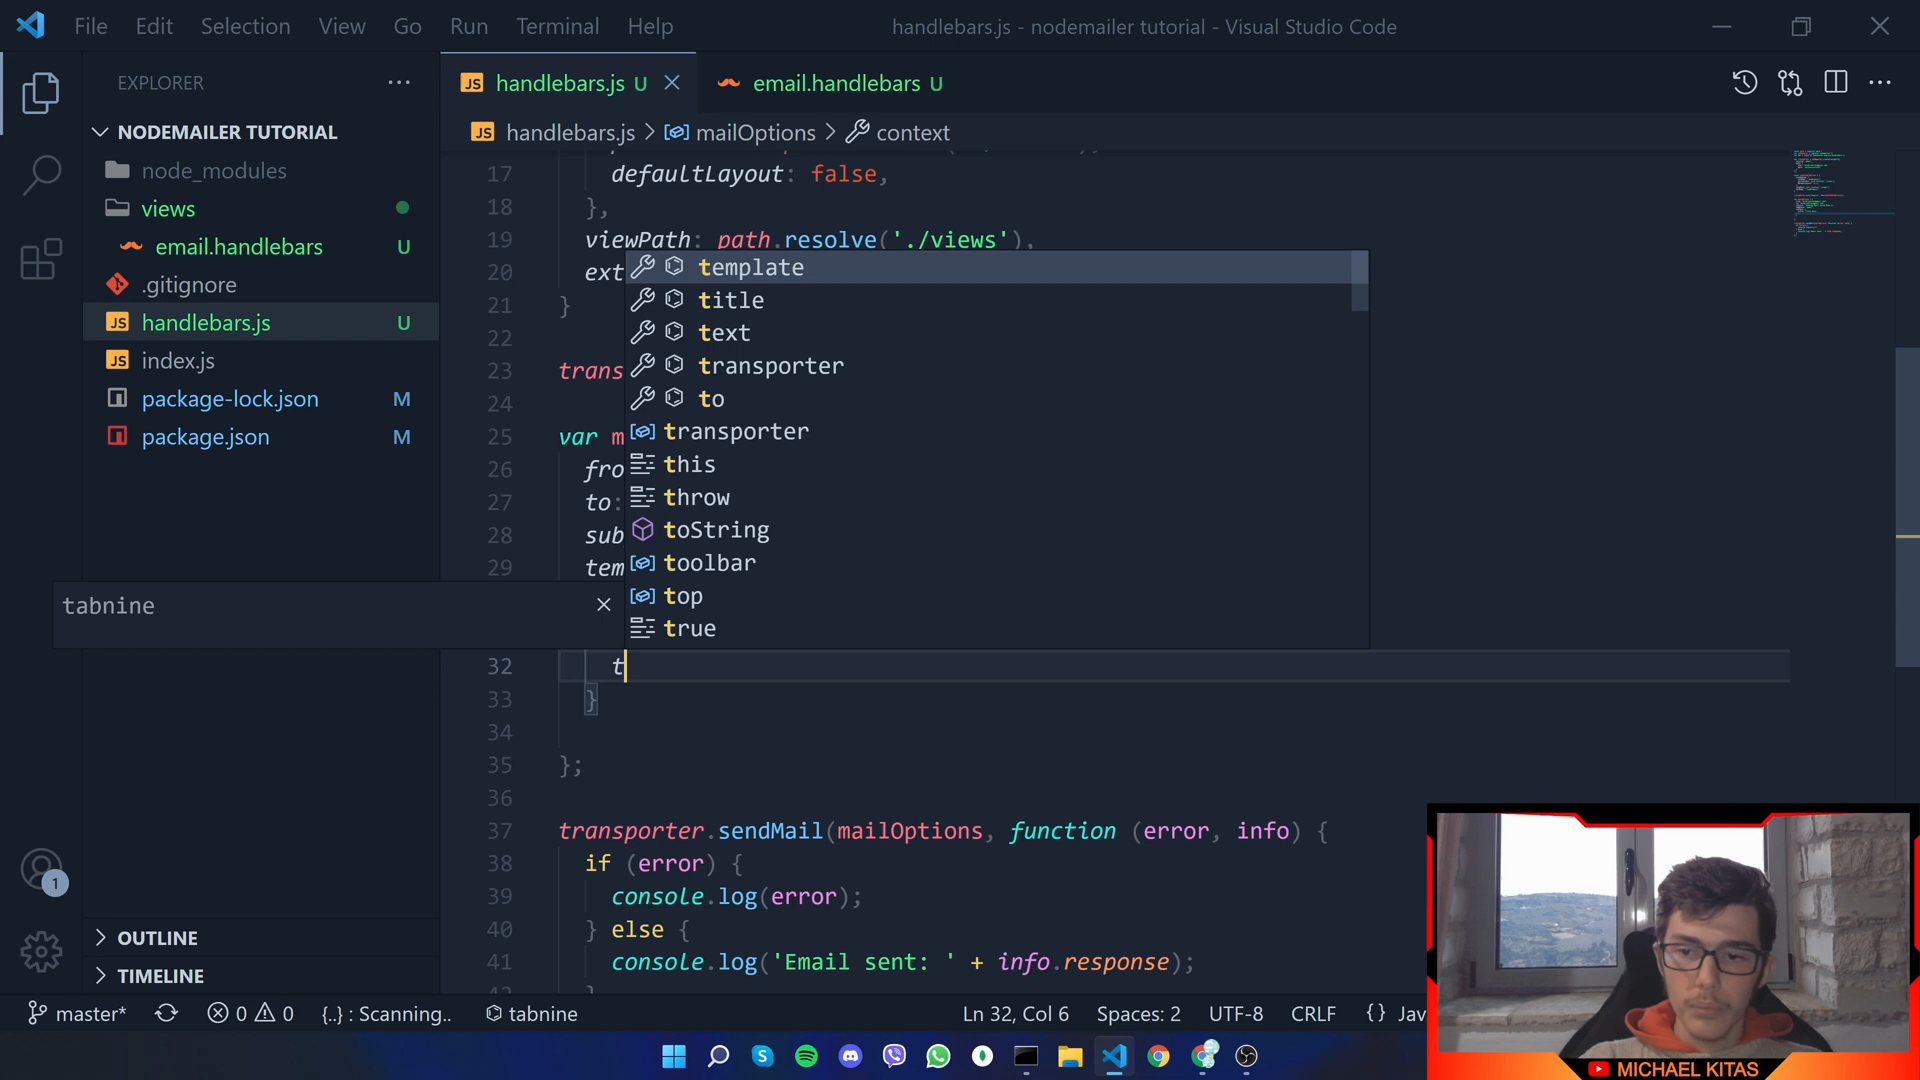 File Edit Selection View Go Run Terminal Help
handlebars.js - nodemailer tutorial - Visual Studio Code
EXPLORER
NODEMAILER TUTORIAL
node_modules
views
email.handlebars U
.gitignore
handlebars.js U
index.js
package-lock.json M
package.json M
OUTLINE
TIMELINE
JS handlebars.js U
email.handlebars U
JS handlebars.js > mailOptions > context
17 defaultLayout: false,
18 },
19 viewPath: path.resolve('./views'),
20 ext
21 }
22
23 trans
24
25 var m
26 fro
27 to:
28 sub
29 tem
template
title
text
transporter
to
transporter
this
throw
toString
toolbar
top
true
tabnine
32 t
33 }
34
35 };
36
37 transporter.sendMail(mailOptions, function (error, info) {
38 if (error) {
39 console.log(error);
40 } else {
41 console.log('Email sent: ' + info.response);
1
master* 0 0 {..} : Scanning.. tabnine Ln 32, Col 6 Spaces: 2 UTF-8 CRLF {} Jav
MICHAEL KITAS